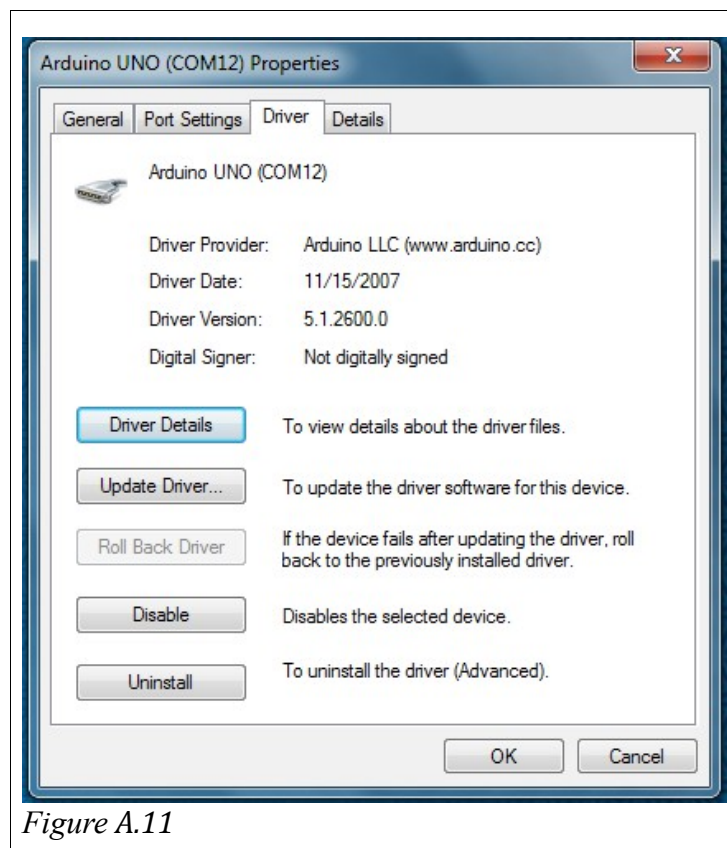 Arduino UNO (COM12) Properties
General Port Settings Driver Details
Arduino UNO (COM12)
Driver Provider: Arduino LLC (www.arduino.cc)
Driver Date: 11/15/2007
Driver Version: 5.1.2600.0
Digital Signer: Not digitally signed
Driver Details To view details about the driver files.
Update Driver... To update the driver software for this device.
Roll Back Driver If the device fails after updating the driver, roll
back to the previously installed driver.
Disable Disables the selected device.
Uninstall To uninstall the driver (Advanced).
OK Cancel
Figure A.11